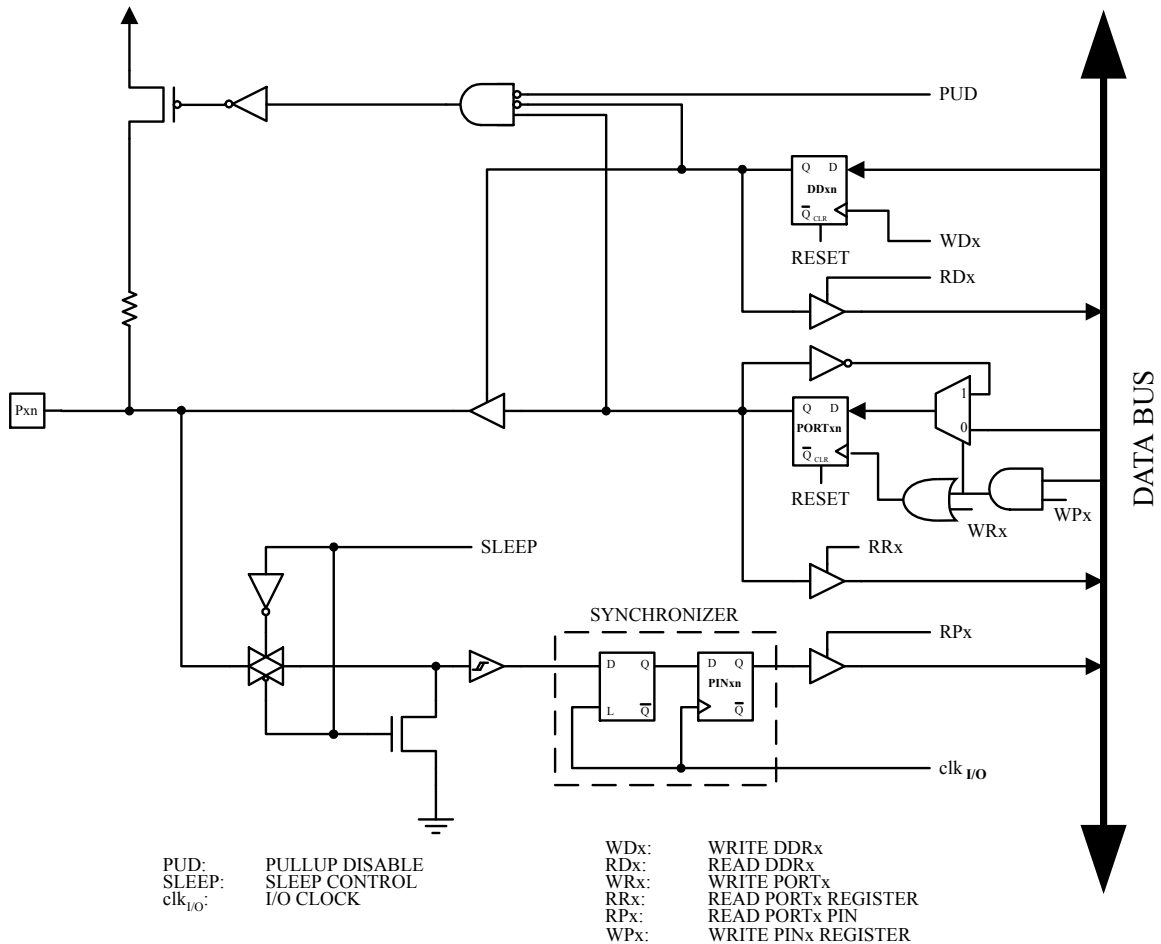 PUD
Q D
DDxn
Q CLR
WDx
RESET
RDx
Pxn
1
Q D
0
PORTxn
Q CLR
RESET
WPx
WRx
SLEEP
RRx
DATA BUS
SYNCHRONIZER
RPx
D Q
D Q
PINxn
L Q
Q
clk I/O
PUD: PULLUP DISABLE
SLEEP: SLEEP CONTROL
clkI/O: I/O CLOCK
WDx: WRITE DDRx
RDx: READ DDRx
WRx: WRITE PORTx
RRx: READ PORTx REGISTER
RPx: READ PORTx PIN
WPx: WRITE PINx REGISTER